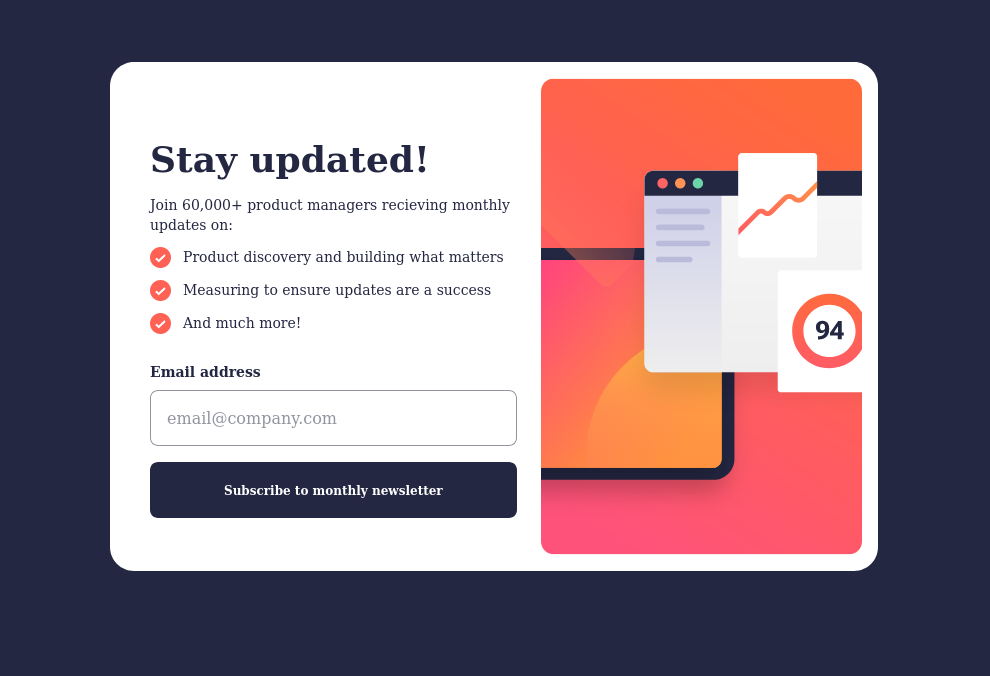 Stay updated!
Join 60,000+ product managers recieving monthly
updates on:
Product discovery and building what matters
Measuring to ensure updates are a success
And much more!
Email address
email@company.com
Subscribe to monthly newsletter
94